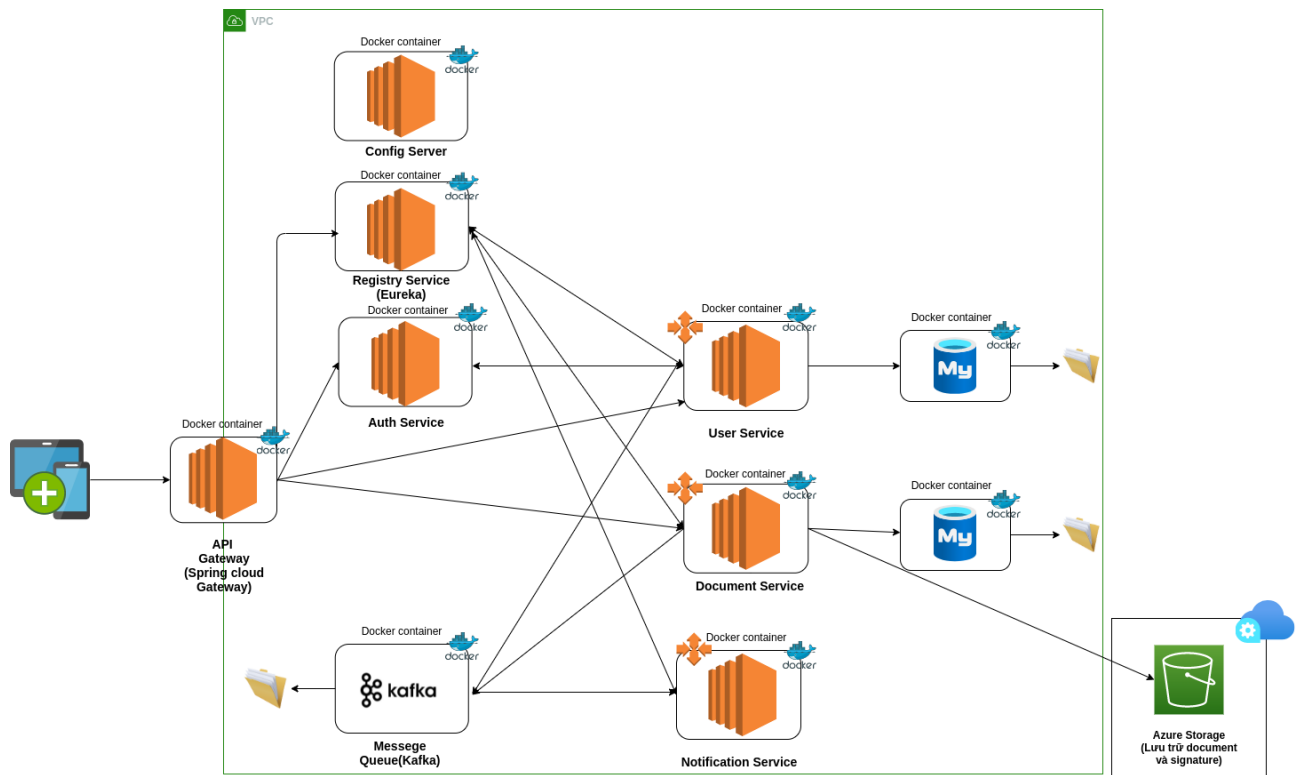 VPC
Docker container
docker
Config Server
Docker container
docker
Registry Service
(Eureka)
Docker container
docker
Auth Service
Docker container
docker
User Service
Docker container
docker
My
Docker container
docker
API
Gateway
(Spring cloud
Gateway)
Docker container
docker
Document Service
Docker container
docker
My
Docker container
docker
kafka
Messege
Queue(Kafka)
Docker container
docker
Notification Service
Azure Storage
(Lưu trữ document
và signature)